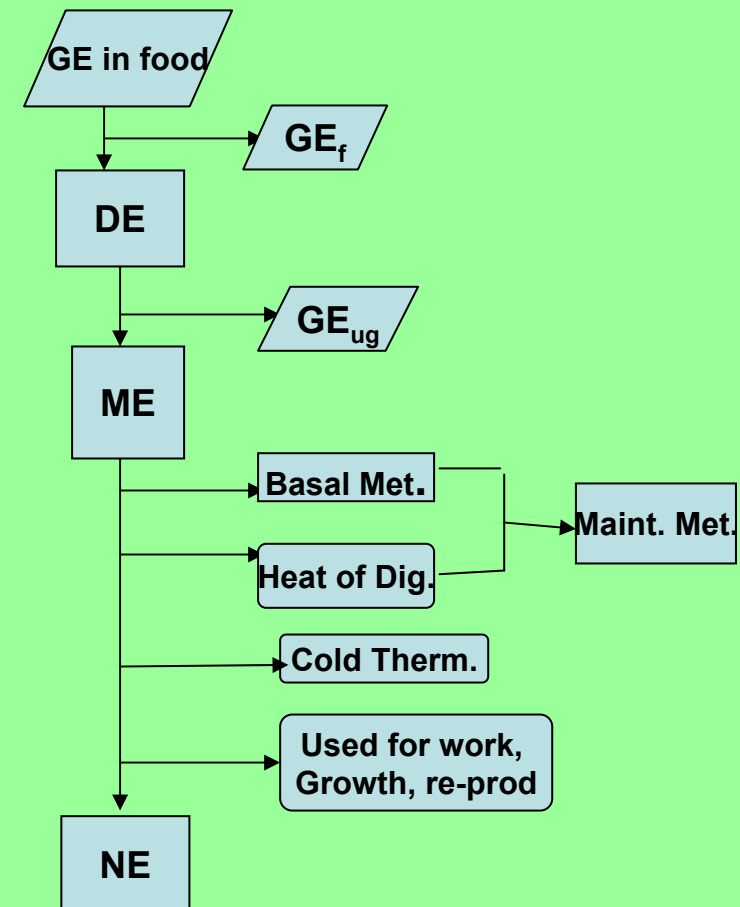 GE in food
GEf
DE
GEug
ME
Basal Met.
Heat of Dig.
Maint. Met.
Cold Therm.
Used for work,
Growth, re-prod
NE